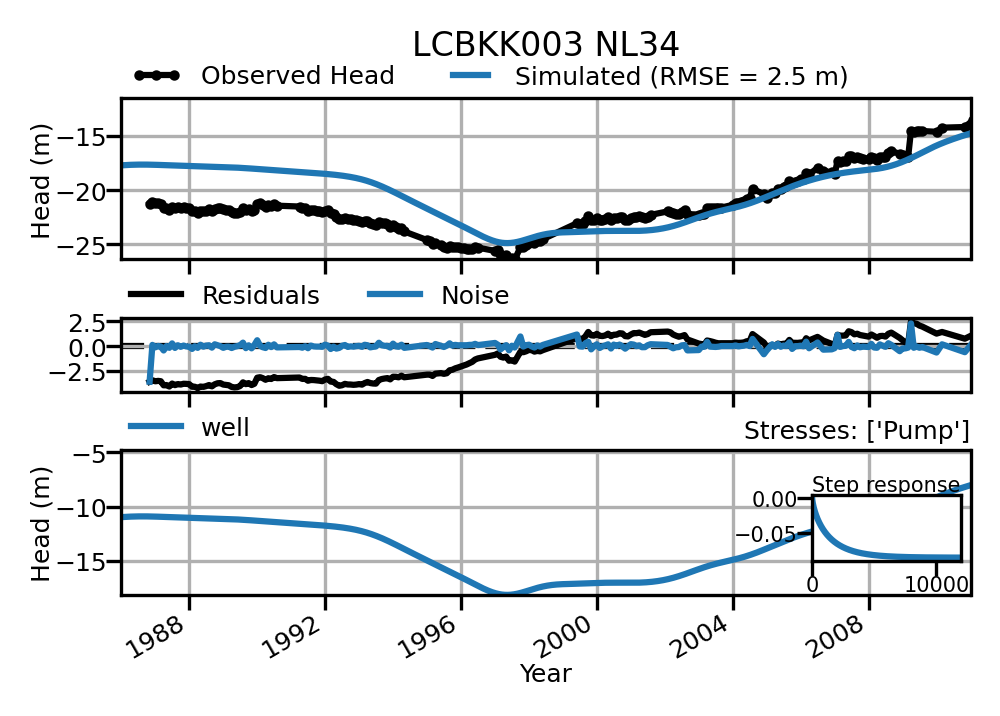 LCBKK003 NL34
Observed Head
Simulated (RMSE = 2.5 m)
Head (m)
−15
−20
−25
Residuals
Noise
2.5
0.0
−2.5
well
Stresses: ['Pump']
Head (m)
−5
−10
−15
Step response
0.00
−0.05
0
10000
1988
1992
1996
2000
2004
2008
Year